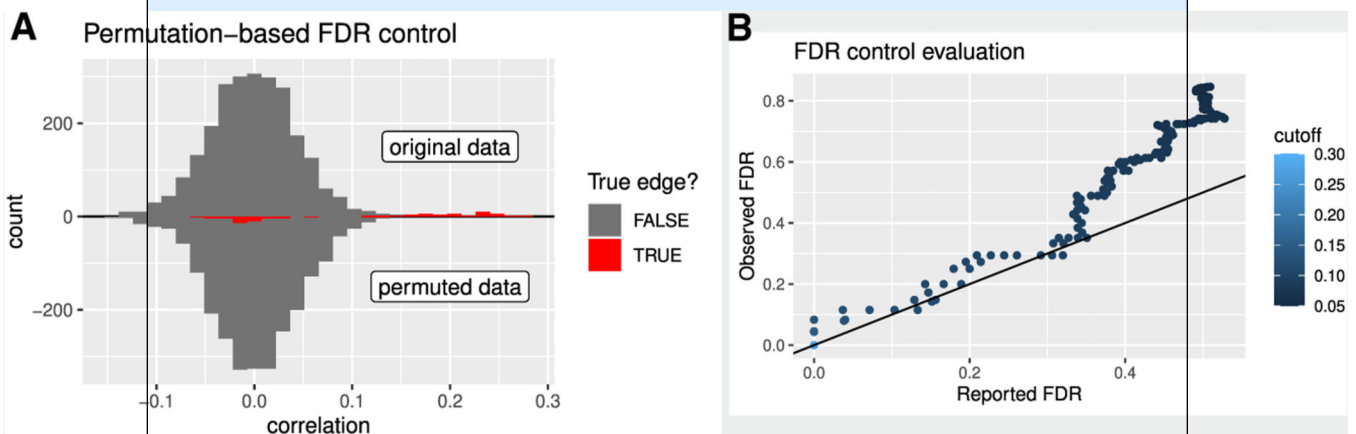 A
Permutation–based FDR control
200
0
−200
count
original data
permuted data
−0.1
0.0
0.1
0.2
0.3
correlation
True edge?
FALSE
TRUE
B
FDR control evaluation
0.8
0.6
0.4
0.2
0.0
Observed FDR
0.0
0.2
0.4
Reported FDR
cutoff
0.30
0.25
0.20
0.15
0.10
0.05